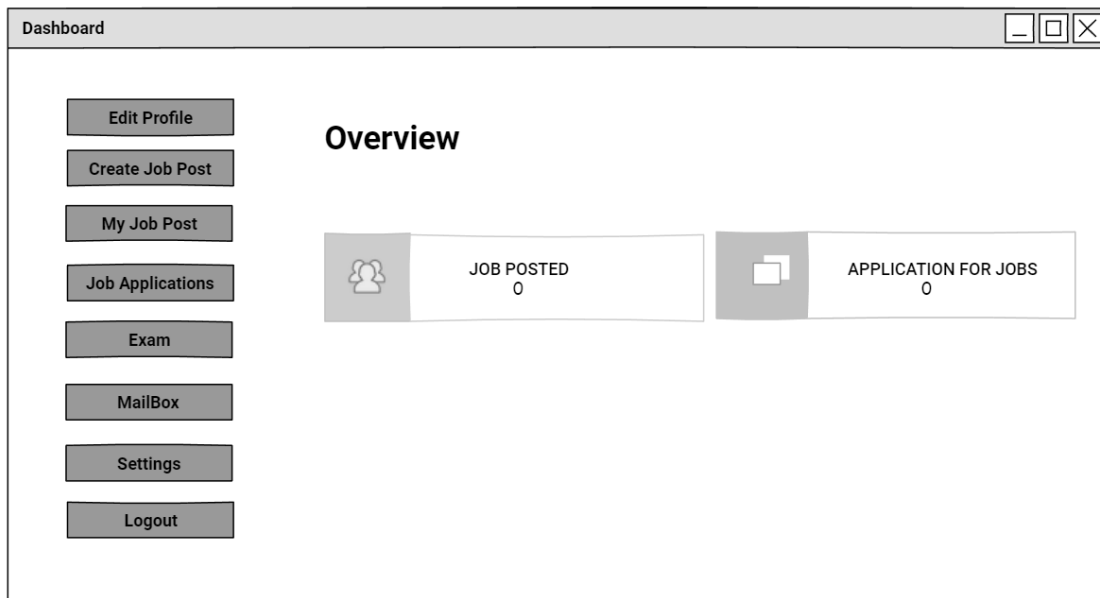 Dashboard
Edit Profile
Create Job Post
My Job Post
Job Applications
Exam
MailBox
Settings
Logout
Overview
JOB POSTED
0
APPLICATION FOR JOBS
0